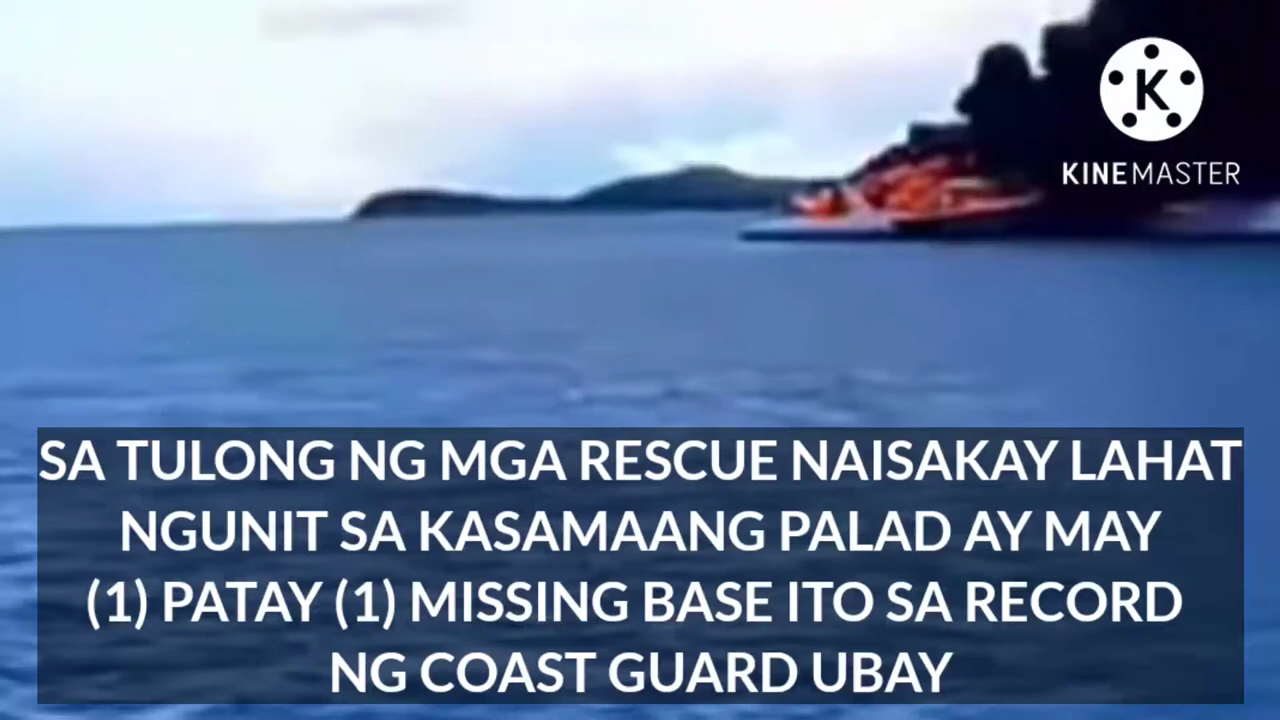 K
KINEMASTER
SA TULONG NG MGA RESCUE NAISAKAY LAHAT
NGUNIT SA KASAMAANG PALAD AY MAY
(1) PATAY (1) MISSING BASE ITO SA RECORD
NG COAST GUARD UBAY